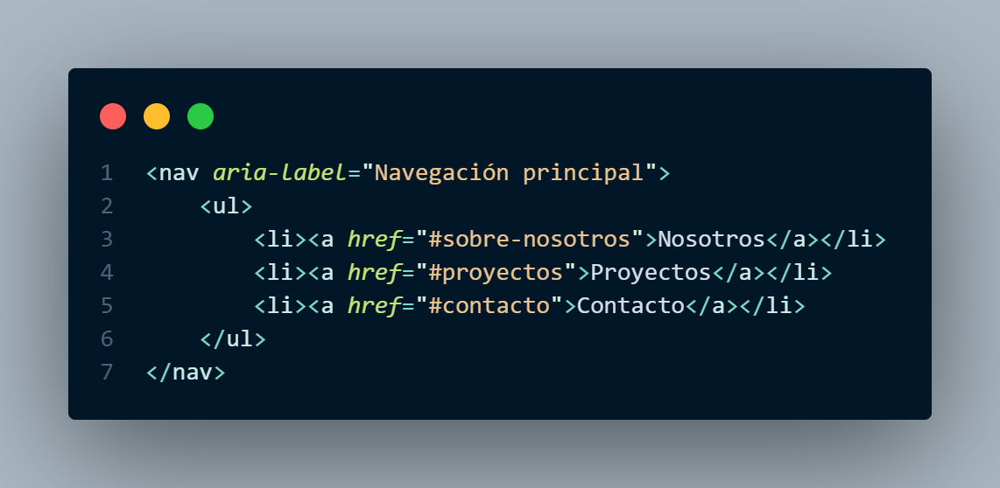 1 <nav aria-label="Navegación principal">
2     <ul>
3         <li><a href="#sobre-nosotros">Nosotros</a></li>
4         <li><a href="#proyectos">Proyectos</a></li>
5         <li><a href="#contacto">Contacto</a></li>
6     </ul>
7 </nav>